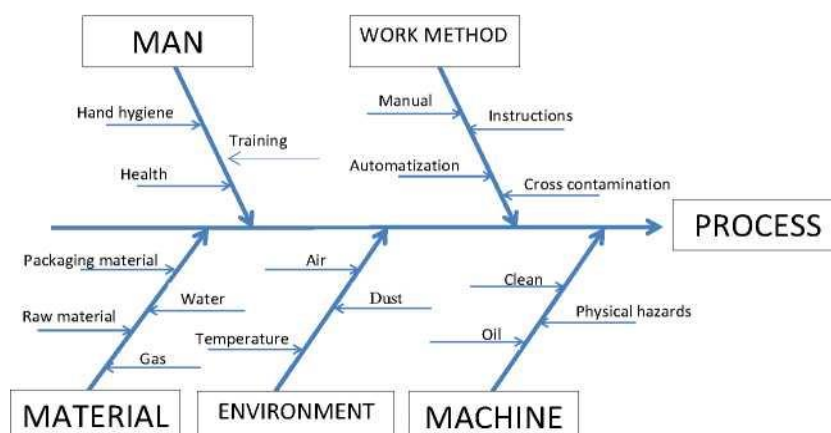 MAN
WORK METHOD
Hand hygiene
Training
Health
Manual
Instructions
Automatization
Cross contamination
PROCESS
Packaging material
Water
Raw material
Gas
Air
Dust
Temperature
Clean
Physical hazards
Oil
MATERIAL
ENVIRONMENT
MACHINE